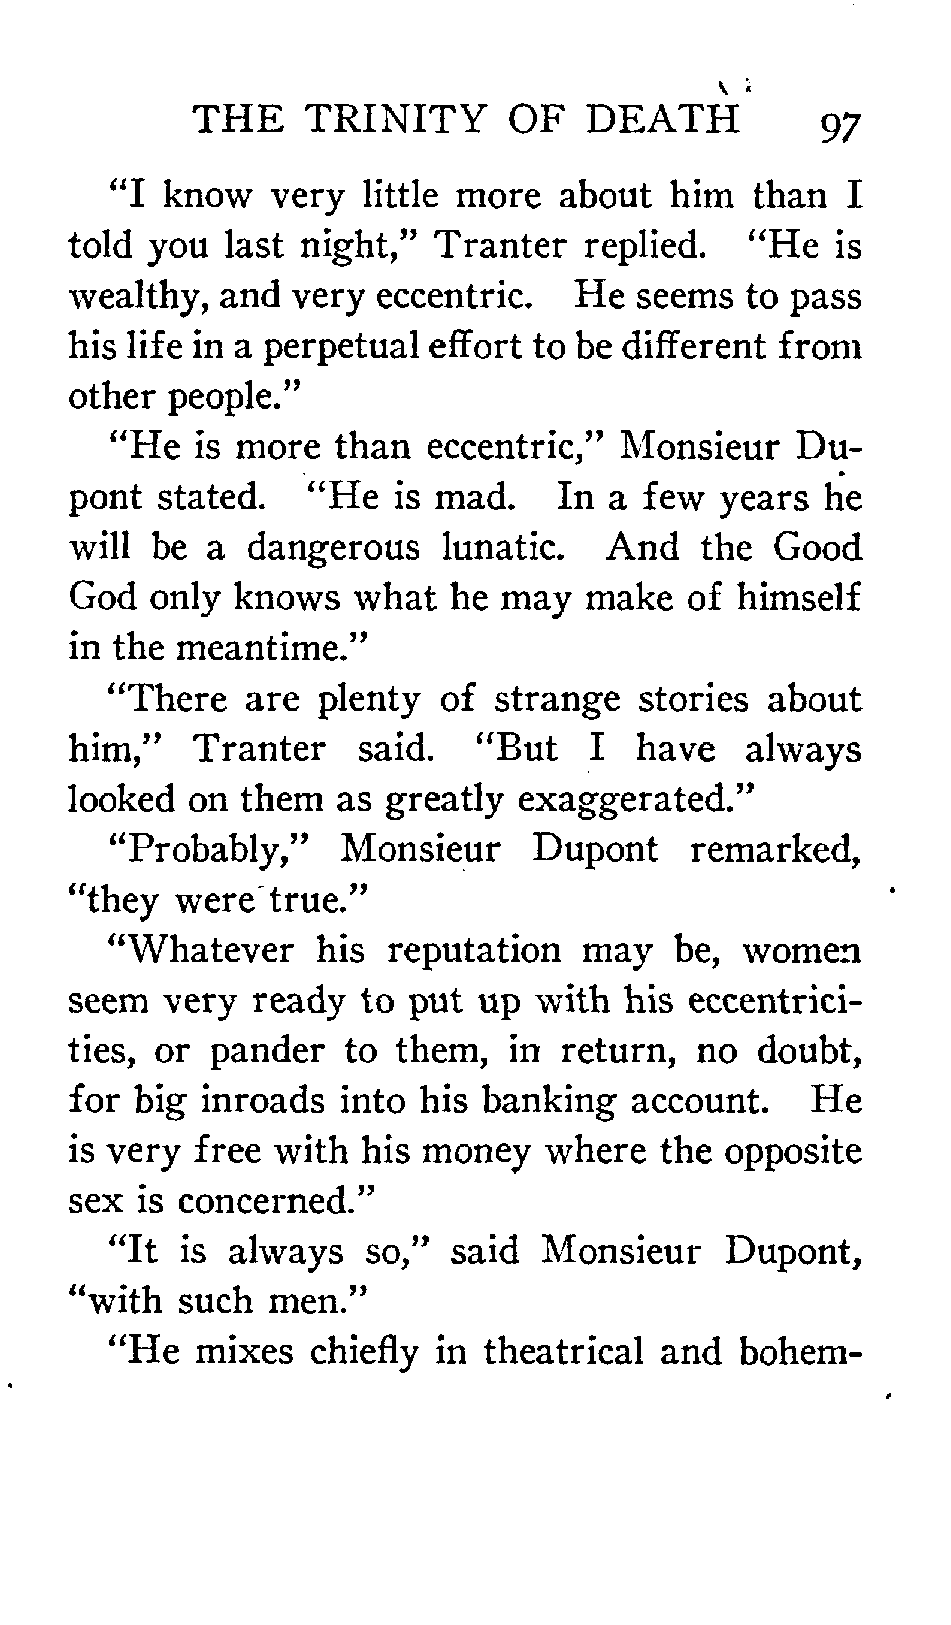 THE TRINITY OF DEATH 97
"I know very little more about him than I
told you last night," Tranter replied. "He is
wealthy, and very eccentric. He seems to pass
his life in a perpetual effort to be different from
other people."
"He is more than eccentric," Monsieur Du-
pont stated. "He is mad. In a few years he
will be a dangerous lunatic. And the Good
God only knows what he may make of himself
in the meantime."
"There are plenty of strange stories about
him," Tranter said. "But I have always
looked on them as greatly exaggerated."
"Probably," Monsieur Dupont remarked,
"they were true."
"Whatever his reputation may be, women
seem very ready to put up with his eccentrici-
ties, or pander to them, in return, no doubt,
for big inroads into his banking account. He
is very free with his money where the opposite
sex is concerned."
"It is always so," said Monsieur Dupont,
"with such men."
"He mixes chiefly in theatrical and bohem-